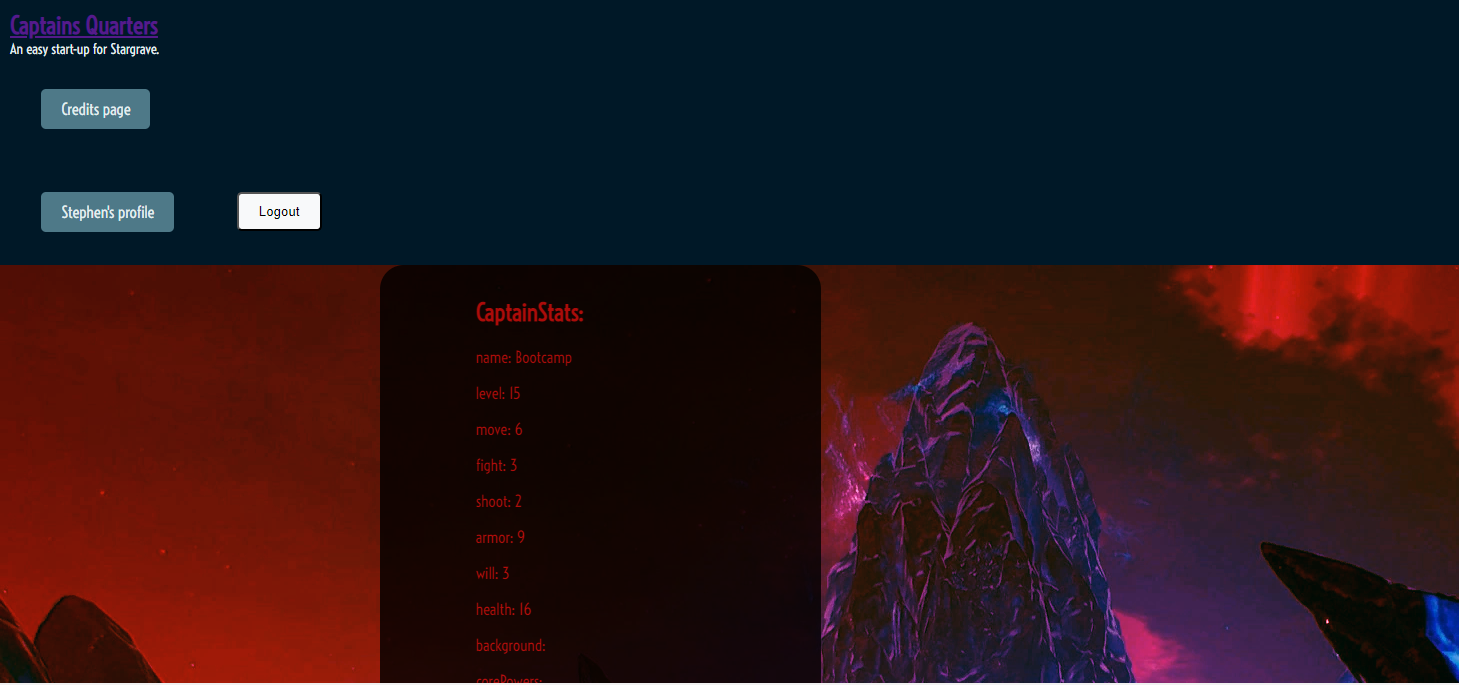 Captains Quarters
An easy start-up for Stargrave.
Credits page
Stephen's profile
Logout
CaptainStats:
name: Bootcamp
level: 15
move: 6
fight: 3
shoot: 2
armor: 9
will: 3
health: 16
background:
corePowers: